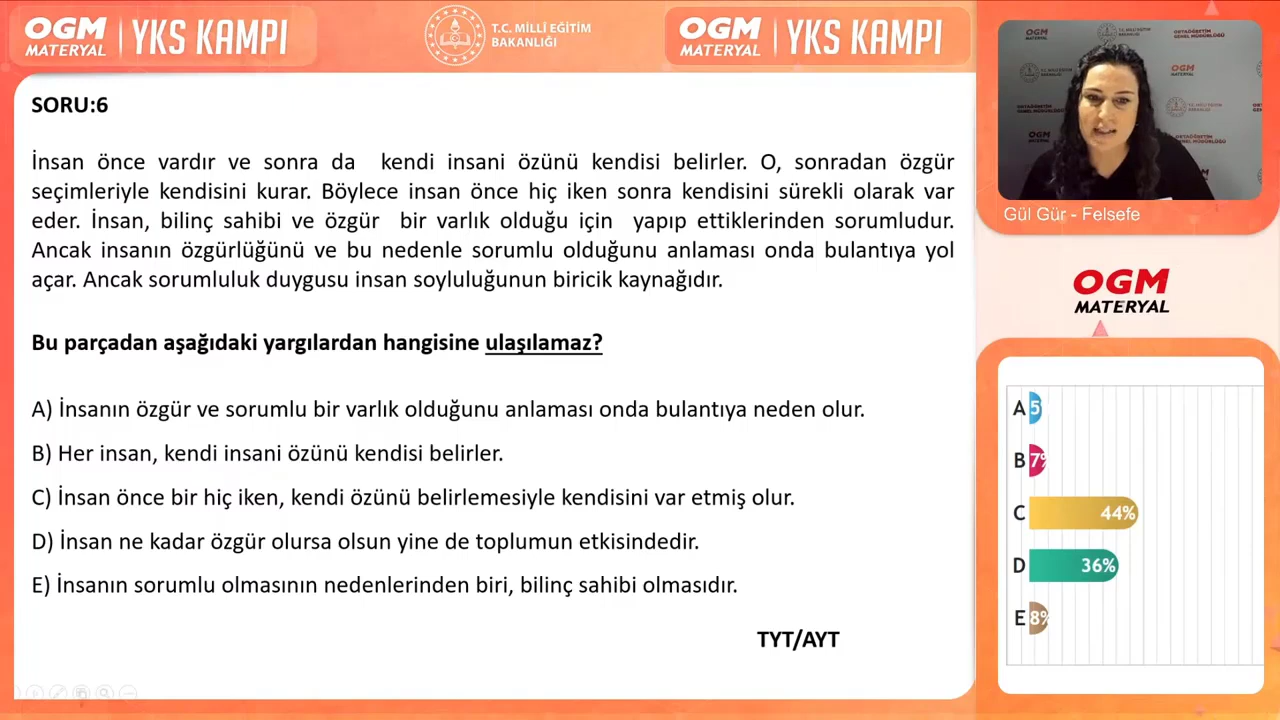 OGM
MATERYAL
YKS KAMPI
T.C. MİLLÎ EĞİTİM
BAKANLIĞI
OGM
MATERYAL
YKS KAMPI
SORU:6
İnsan önce vardır ve sonra da kendi insani özünü kendisi belirler. O, sonradan özgür
seçimleriyle kendisini kurar. Böylece insan önce hiç iken sonra kendisini sürekli olarak var
eder. İnsan, bilinç sahibi ve özgür bir varlık olduğu için yapıp ettiklerinden sorumludur.
Ancak insanın özgürlüğünü ve bu nedenle sorumlu olduğunu anlaması onda bulantıya yol
açar. Ancak sorumluluk duygusu insan soyluluğunun biricik kaynağıdır.
Bu parçadan aşağıdaki yargılardan hangisine ulaşılamaz?
A) İnsanın özgür ve sorumlu bir varlık olduğunu anlaması onda bulantıya neden olur.
B) Her insan, kendi insani özünü kendisi belirler.
C) İnsan önce bir hiç iken, kendi özünü belirlemesiyle kendisini var etmiş olur.
D) İnsan ne kadar özgür olursa olsun yine de toplumun etkisindedir.
E) İnsanın sorumlu olmasının nedenlerinden biri, bilinç sahibi olmasıdır.
TYT/AYT
OGM
MATERYAL
OGM
OGM
Gül Gür - Felsefe
OGM
MATERYAL
A 5
B 7%
C 44%
D 36%
E 8%